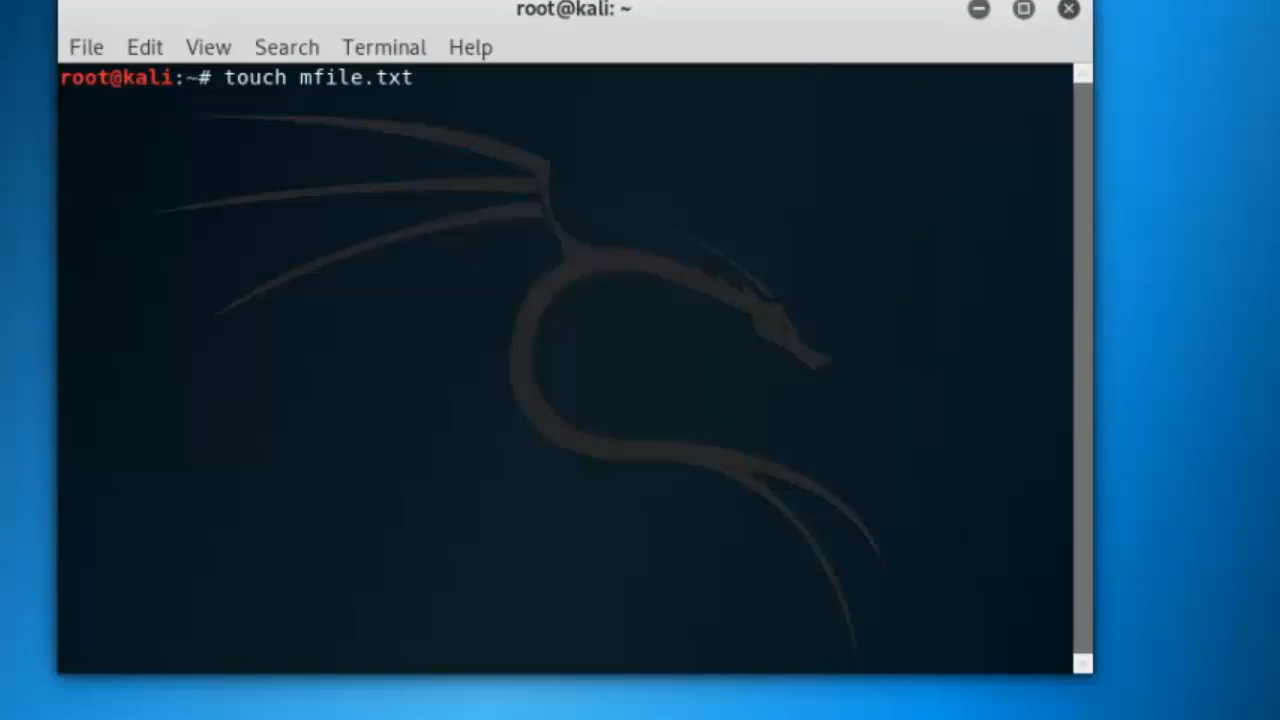 root@kali: ~
File Edit View Search Terminal Help
root@kali:~# touch mfile.txt